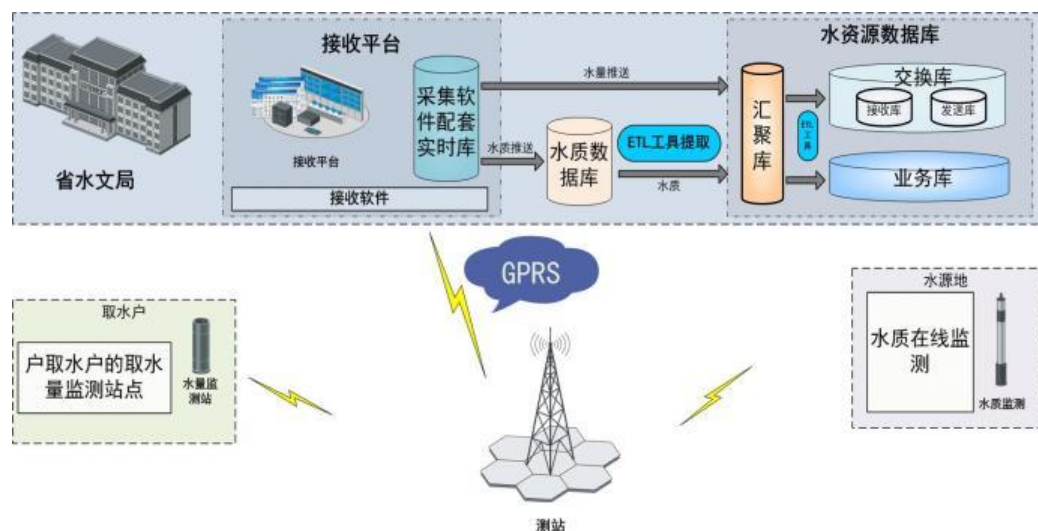 接收平台
水资源数据库
省水文局
接收平台
接收软件
采集软
件配套
实时库
水量推送
水质推送
水质数
据库
ETL工具提取
水质
汇
聚
库
ETL
工具
交换库
接收库
发送库
业务库
GPRS
取水户
户取水户的取水
量监测站点
水量监
测站
水源地
水质在线监
测
水质监测
测站